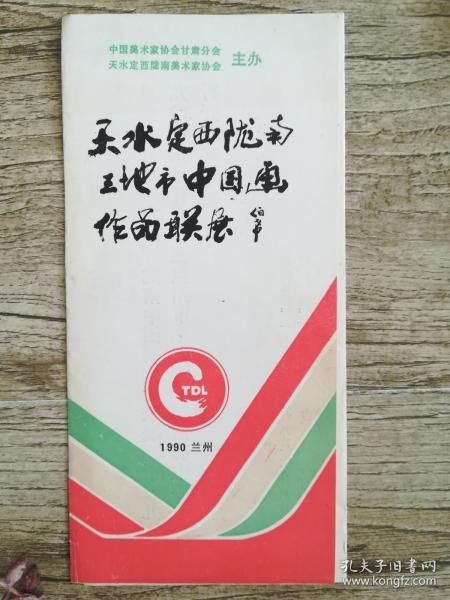 中国美术家协会甘肃分会
天水定西陇南美术家协会
主办
天水定西陇南
三地市中国画
作品联展
TDL
1990 兰州
孔夫子旧书网
www.kongfz.com